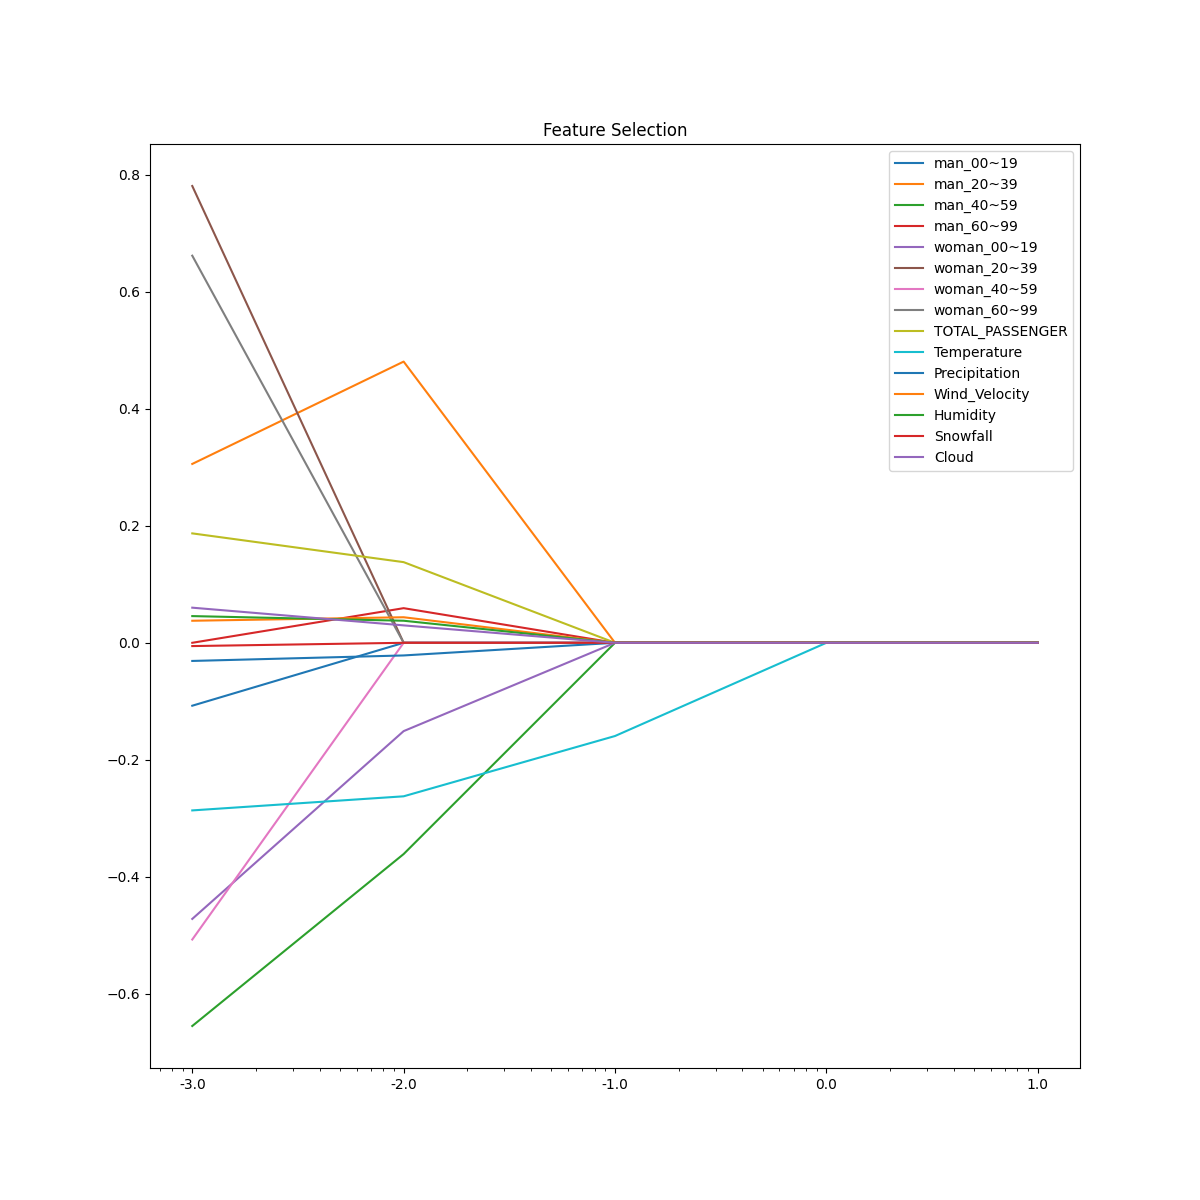 Feature Selection
0.8
0.6
0.4
0.2
0.0
−0.2
−0.4
−0.6
-3.0
-2.0
-1.0
0.0
1.0
man_00~19
man_20~39
man_40~59
man_60~99
woman_00~19
woman_20~39
woman_40~59
woman_60~99
TOTAL_PASSENGER
Temperature
Precipitation
Wind_Velocity
Humidity
Snowfall
Cloud